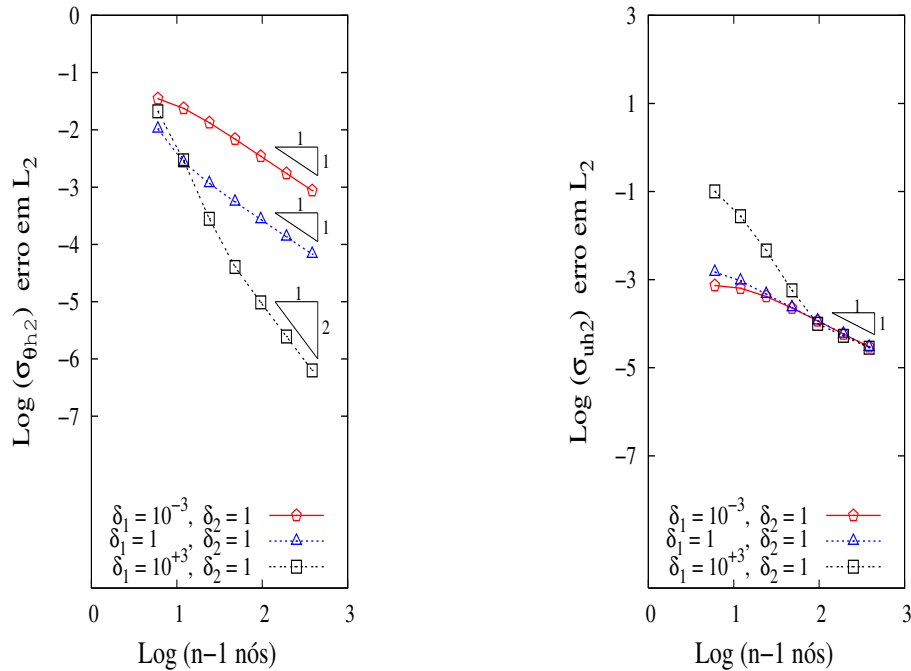 0
−1
−2
−3
−4
−5
−6
−7
Log (σθh2) erro em L2
1
1
1
1
1
2
δ1 = 10−3, δ2 = 1
δ1 = 1 , δ2 = 1
δ1 = 10+3, δ2 = 1
0 1 2 3
Log (n−1 nós)
3
1
−1
−3
−5
−7
Log (σuh2) erro em L2
1
1
δ1 = 10−3, δ2 = 1
δ1 = 1 , δ2 = 1
δ1 = 10+3, δ2 = 1
0 1 2 3
Log (n−1 nós)